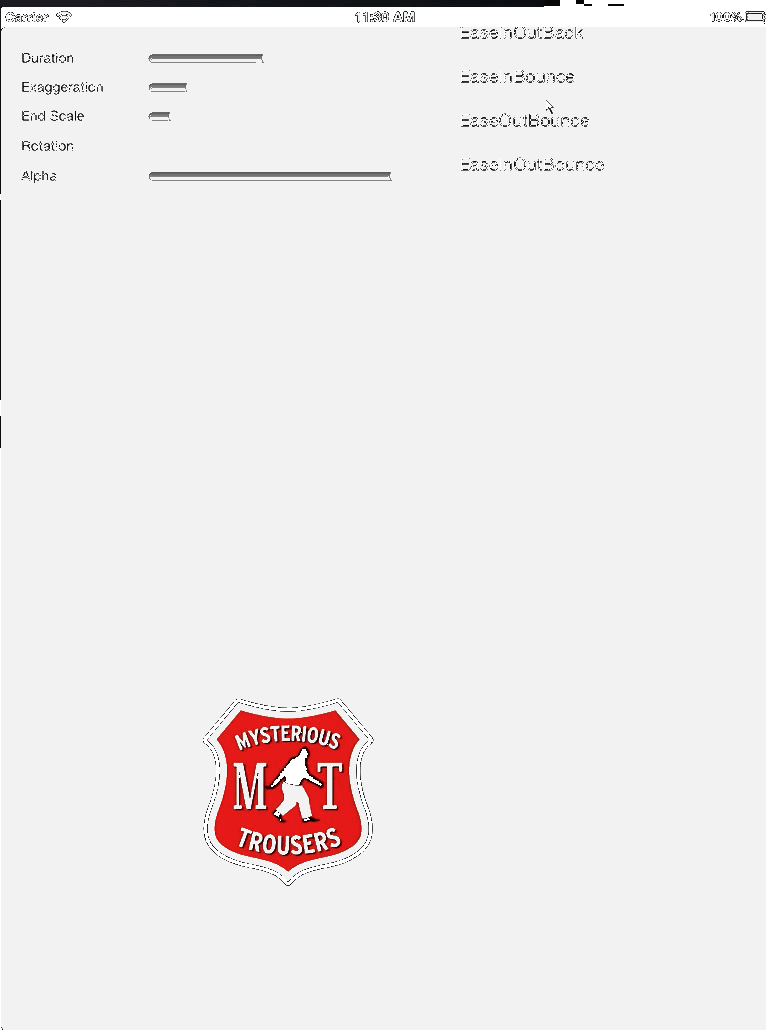 Carrier 11:39 AM 100%
Duration
Exaggeration
End Scale
Rotation
Alpha
EaseInOutBack
EaseInBounce
EaseOutBounce
EaseInOutBounce
MYSTERIOUS
M T
TROUSERS